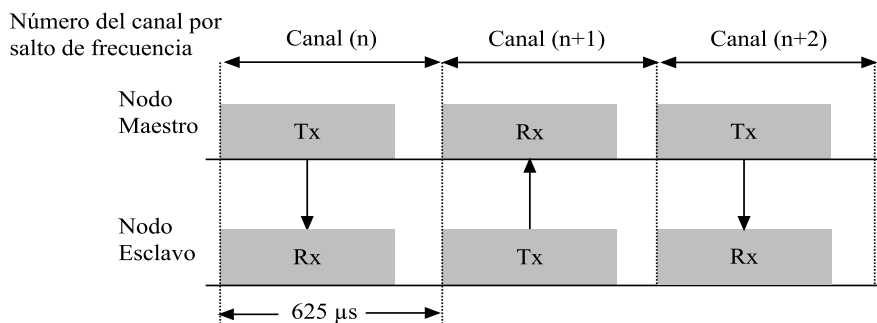 Número del canal por
salto de frecuencia
Canal (n)
Canal (n+1)
Canal (n+2)
Nodo
Maestro
Tx
Rx
Tx
Nodo
Esclavo
Rx
Tx
Rx
625 µs